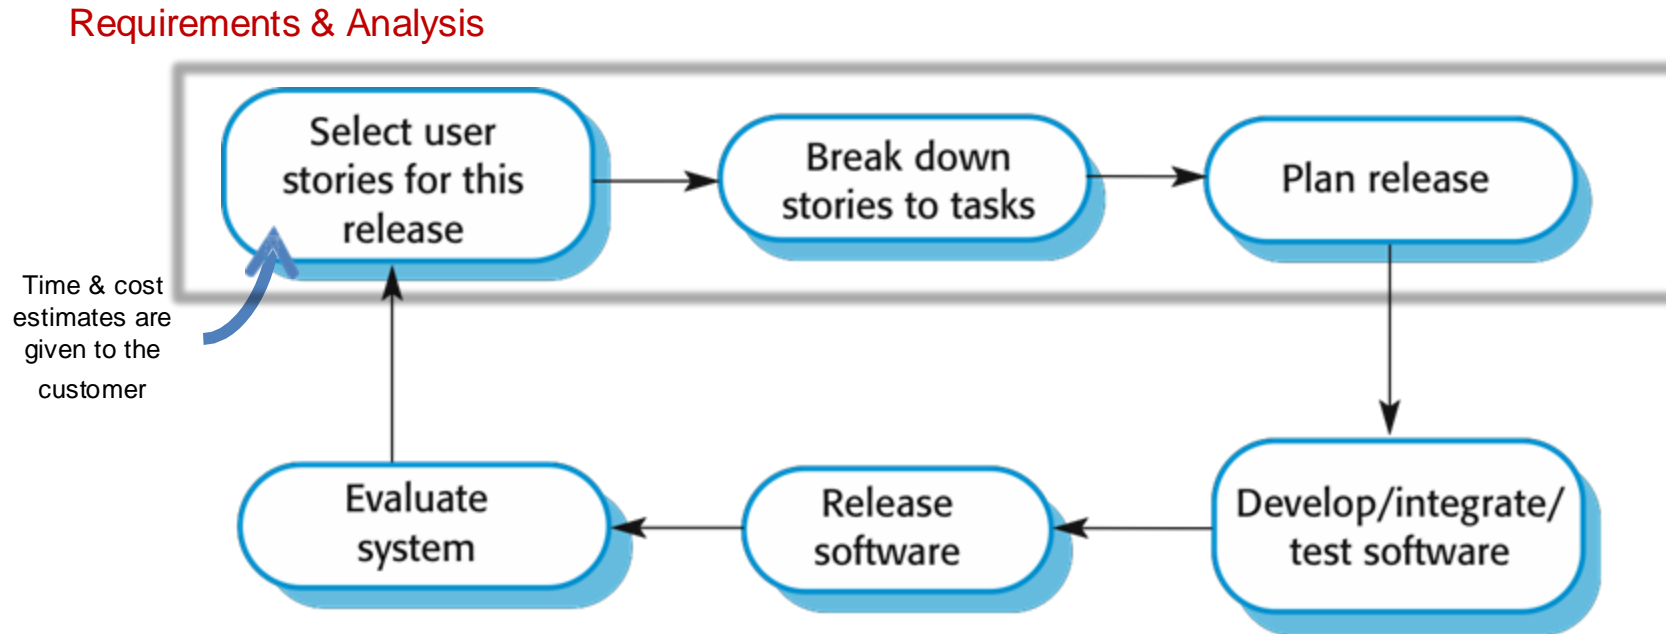 Requirements & Analysis
Select user
stories for this
release
Break down
stories to tasks
Plan release
Time & cost
estimates are
given to the
customer
Evaluate
system
Release
software
Develop/integrate/
test software